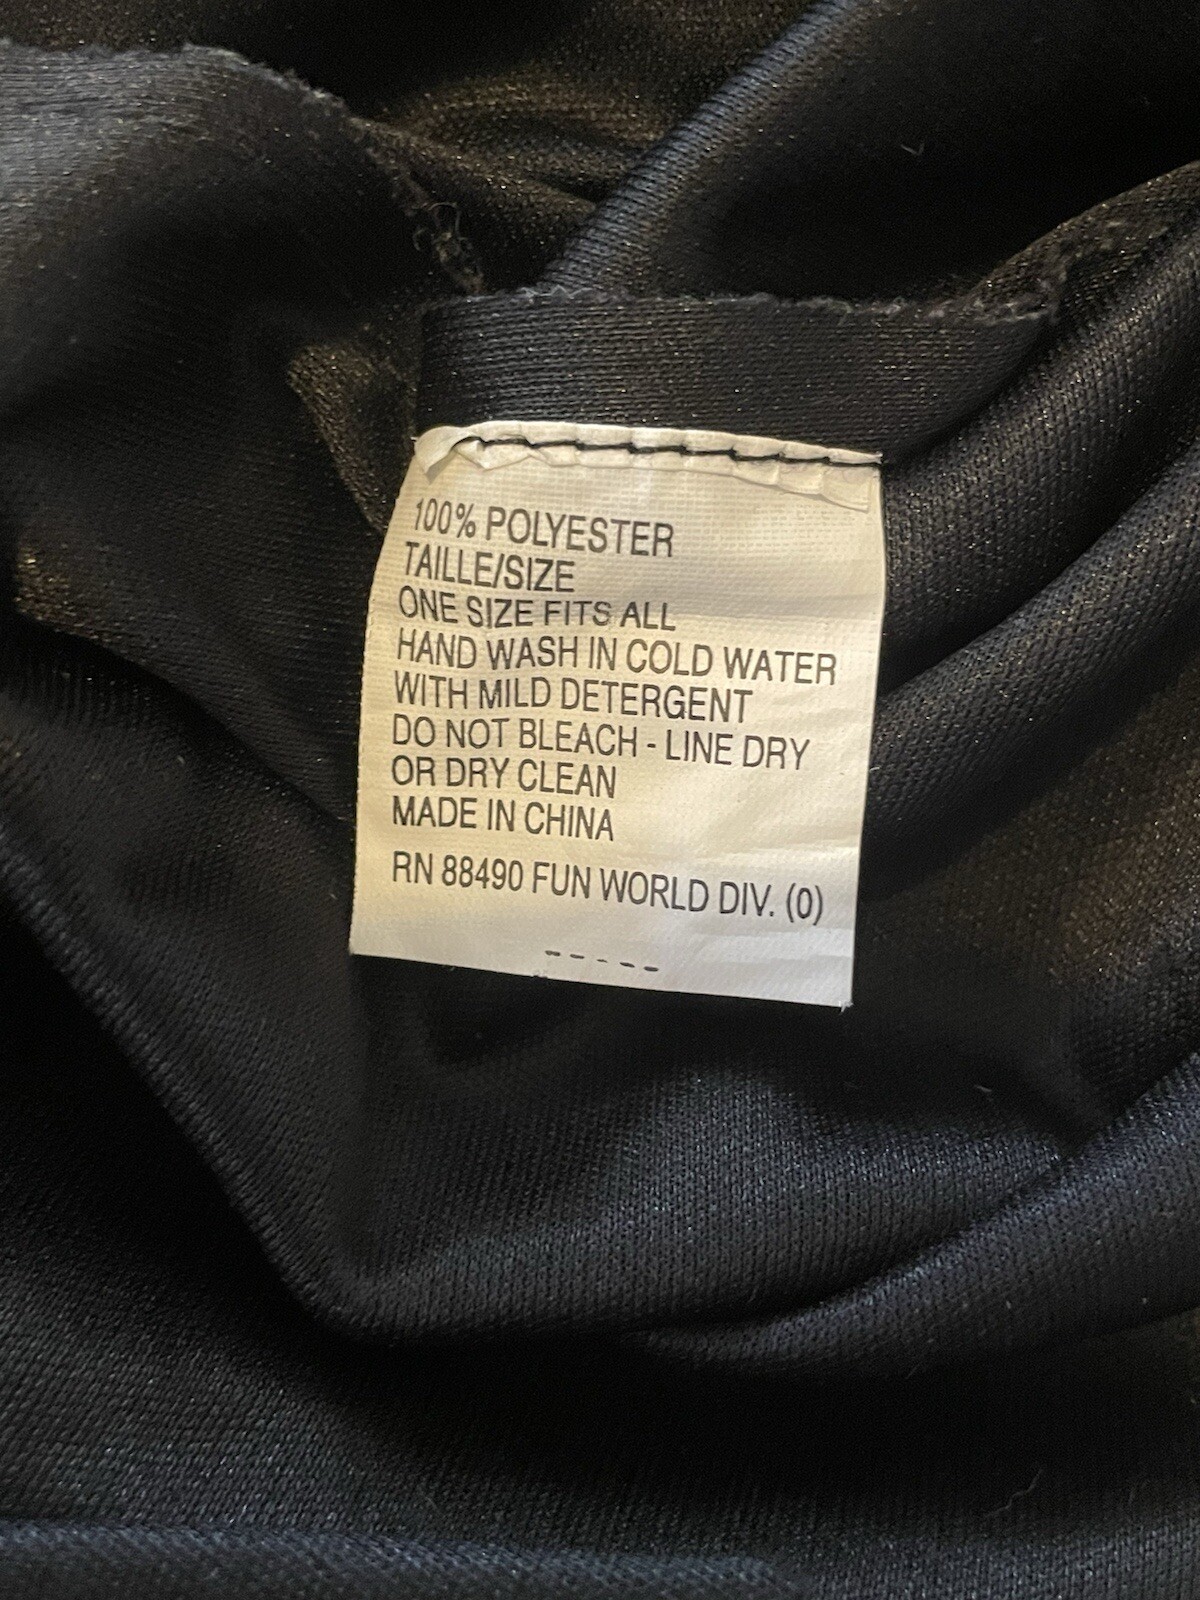 100% POLYESTER
TAILLE/SIZE
ONE SIZE FITS ALL
HAND WASH IN COLD WATER
WITH MILD DETERGENT
DO NOT BLEACH - LINE DRY
OR DRY CLEAN
MADE IN CHINA
RN 88490 FUN WORLD DIV. (0)